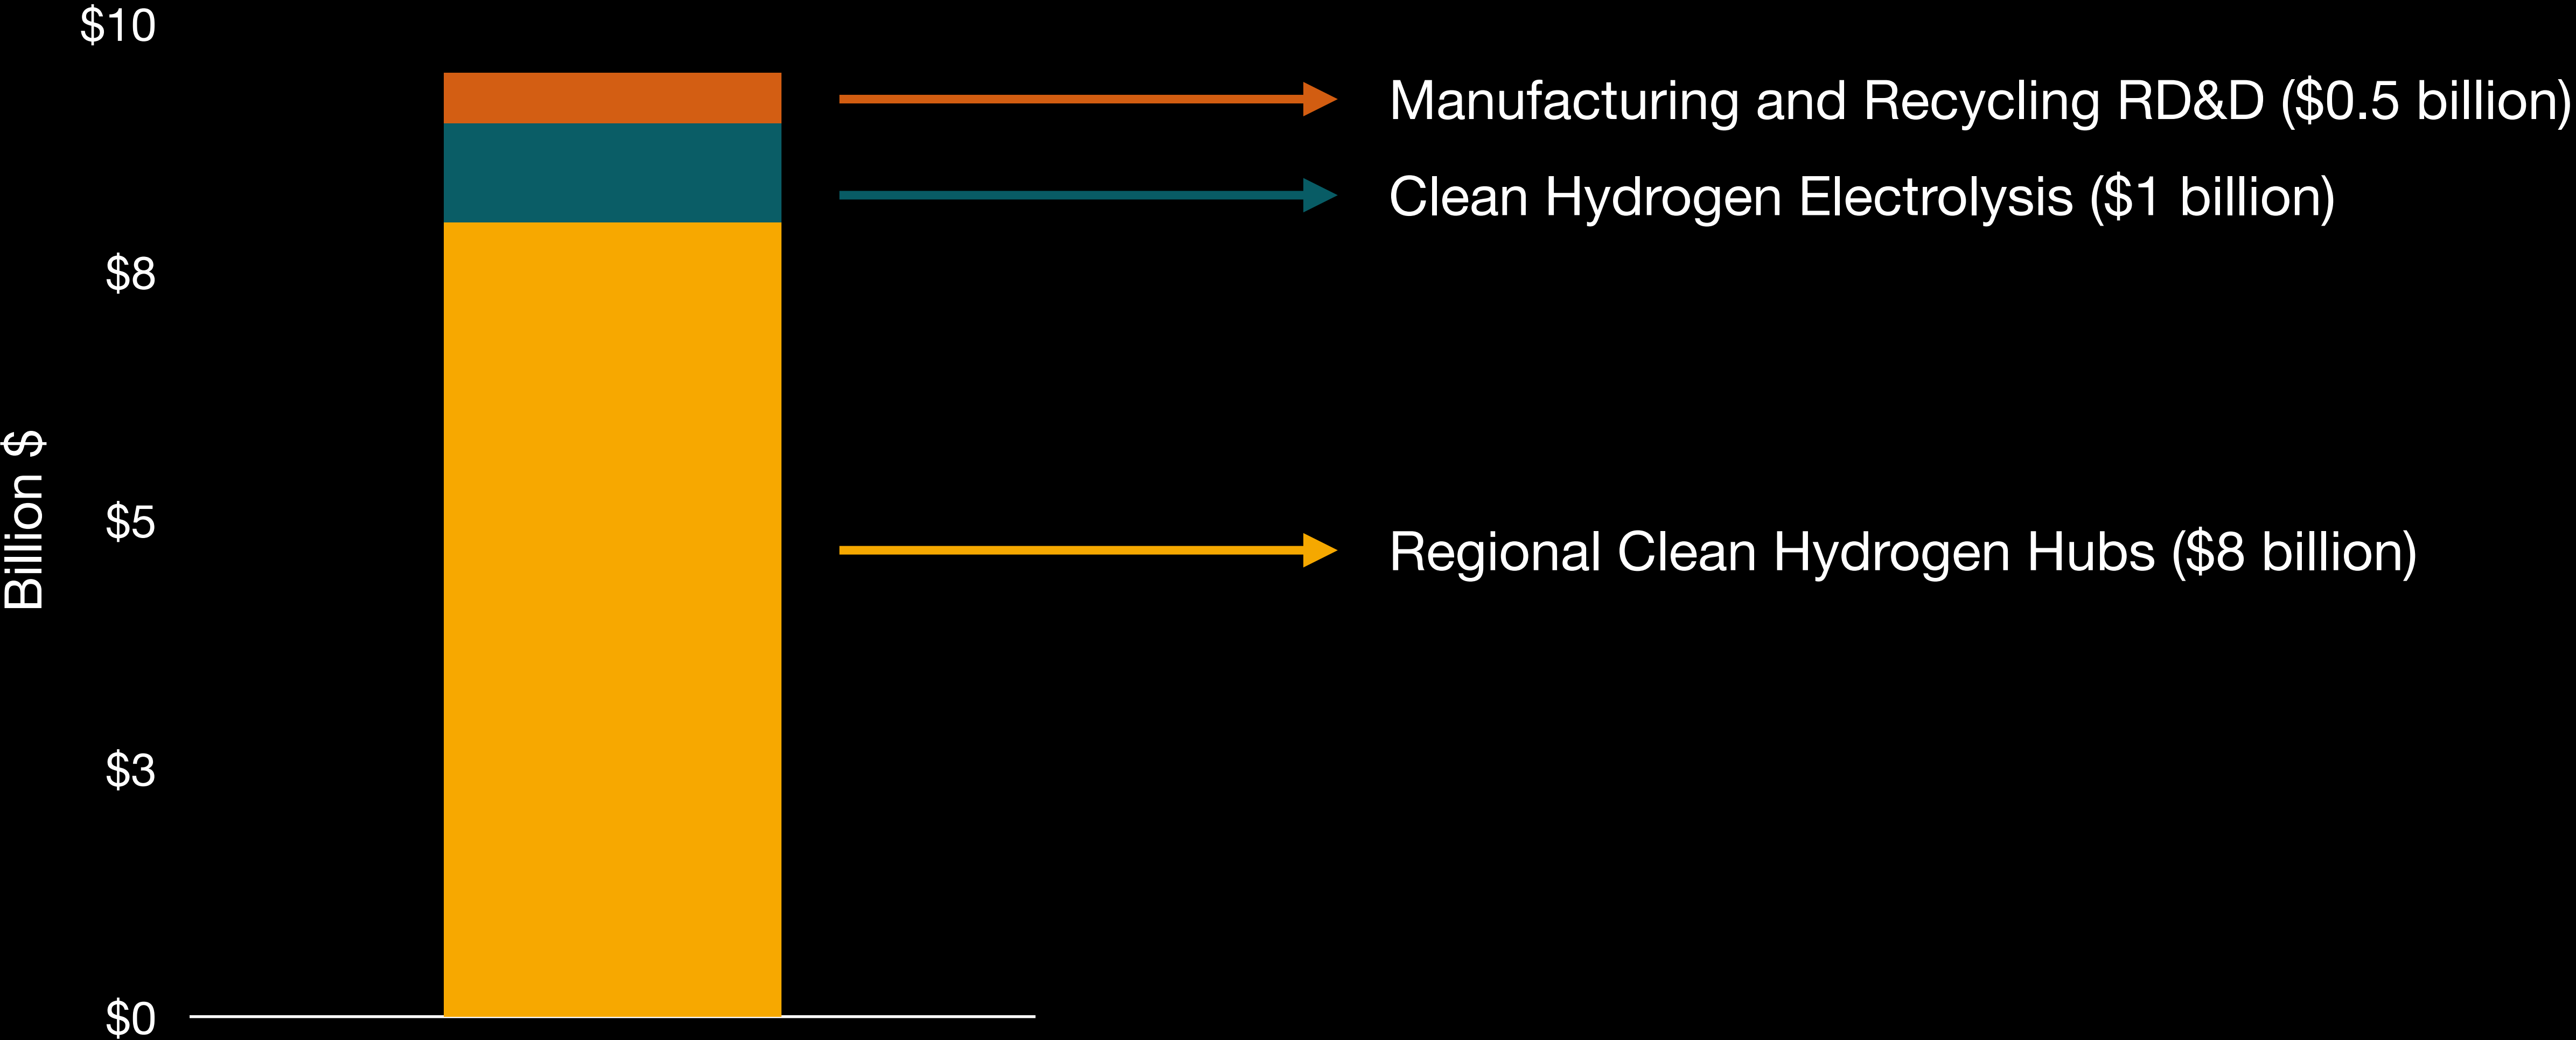 $10
Manufacturing and Recycling RD&D ($0.5 billion)
Clean Hydrogen Electrolysis ($1 billion)
$8
Billion $
$5
Regional Clean Hydrogen Hubs ($8 billion)
$3
$0